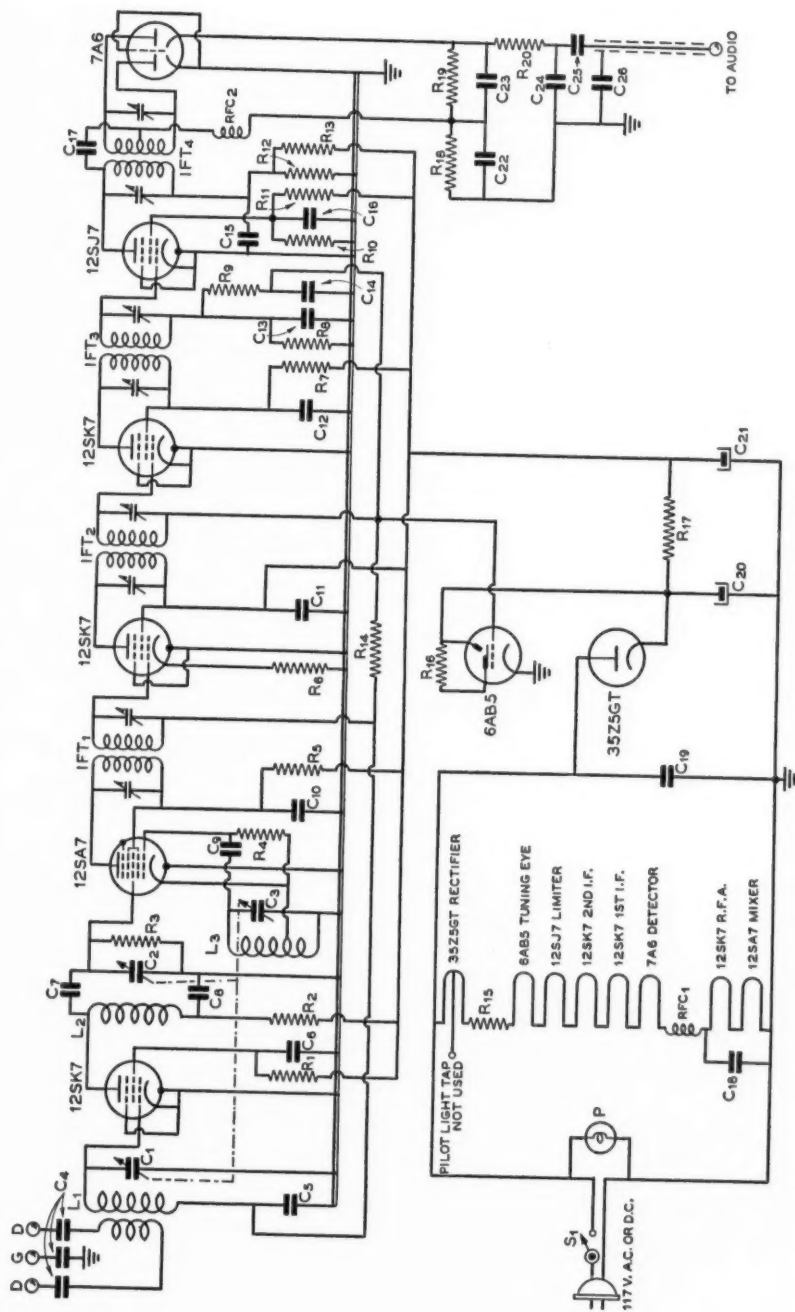 D
G
D
C4
L1
C1
C5
12SK7
R1
C6
L2
C7
C8
R2
C2
R3
12SA7
L3
C3
C9
R4
C10
R5
IFT1
12SK7
R6
C11
IFT2
R14
12SK7
C12
R7
IFT3
R8
C13
R9
C14
12SJ7
C15
R10
C16
R11
R12
R13
C17
IFT4
RFC2
7A6
R18
R19
C22
C23
R20
C24
C25
C26
TO AUDIO
117 V. A.C. OR D.C.
S1
P
PILOT LIGHT TAP
NOT USED
35Z5GT RECTIFIER
R15
6AB5 TUNING EYE
12SJ7 LIMITER
12SK7 2ND I.F.
12SK7 1ST I.F.
7A6 DETECTOR
RFC1
12SK7 R.F.A.
12SA7 MIXER
C18
C19
R16
6AB5
35Z5GT
C20
R17
C21